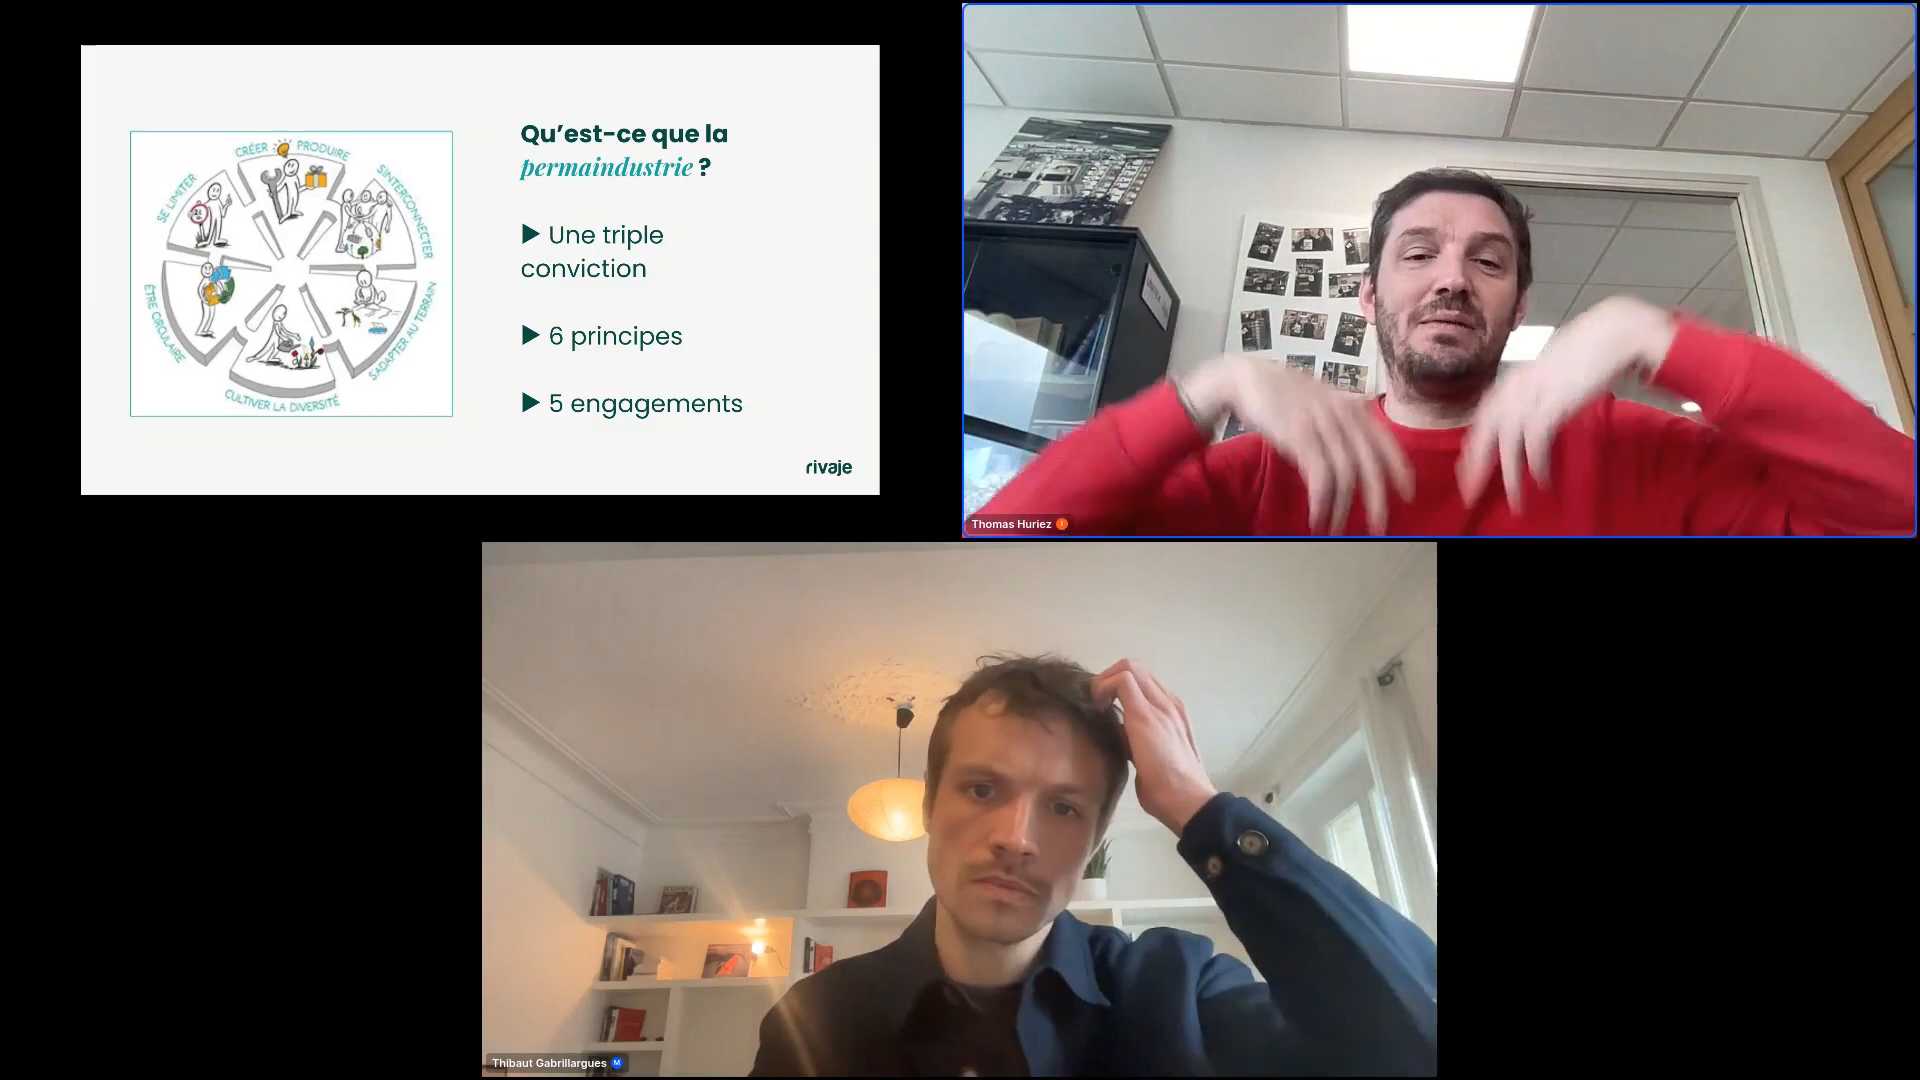 CRÉER PRODUIRE
S'INTERCONNECTER
SE LIMITER
ÊTRE CIRCULAIRE
S'ADAPTER AU TERRAIN
CULTIVER LA DIVERSITÉ
Qu'est-ce que la
permaindustrie ?
▶ Une triple
conviction
▶ 6 principes
▶ 5 engagements
rivaje
Thomas Huriez
Thibaut Gabrillargues M